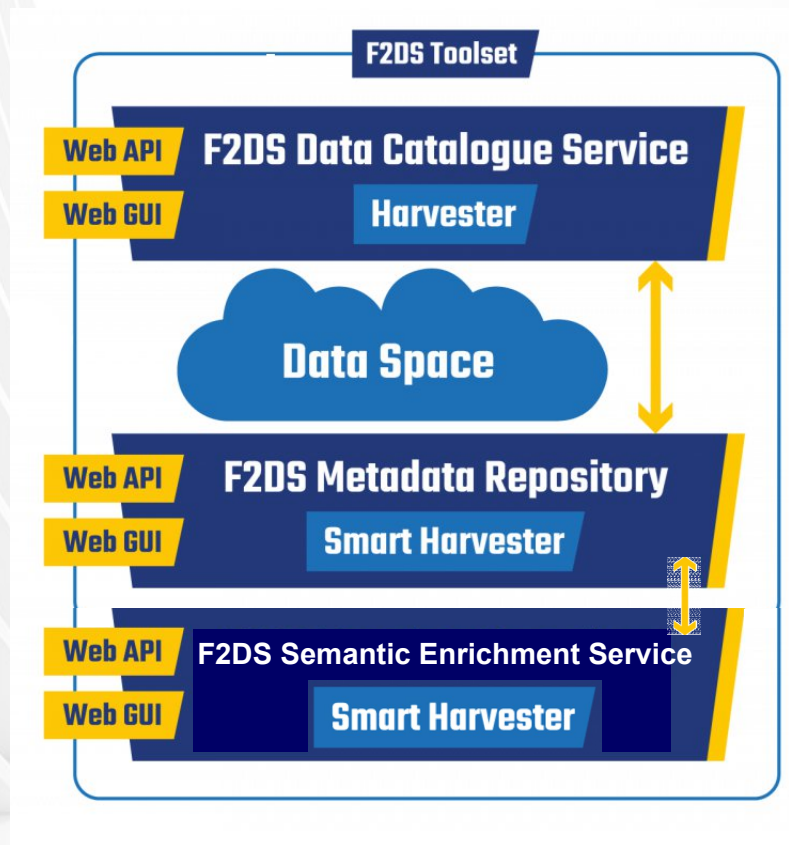 F2DS Toolset
Web API
F2DS Data Catalogue Service
Web GUI
Harvester
Data Space
Web API
F2DS Metadata Repository
Web GUI
Smart Harvester
Web API
F2DS Semantic Enrichment Service
Web GUI
Smart Harvester